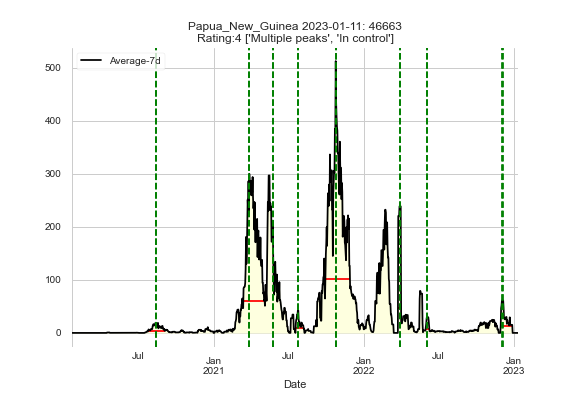 Papua_New_Guinea 2023-01-11: 46663
Rating:4 ['Multiple peaks', 'In control']
Average-7d
500
400
300
200
100
0
Jul
Jan
2021
Jul
Jan
2022
Jul
Jan
2023
Date